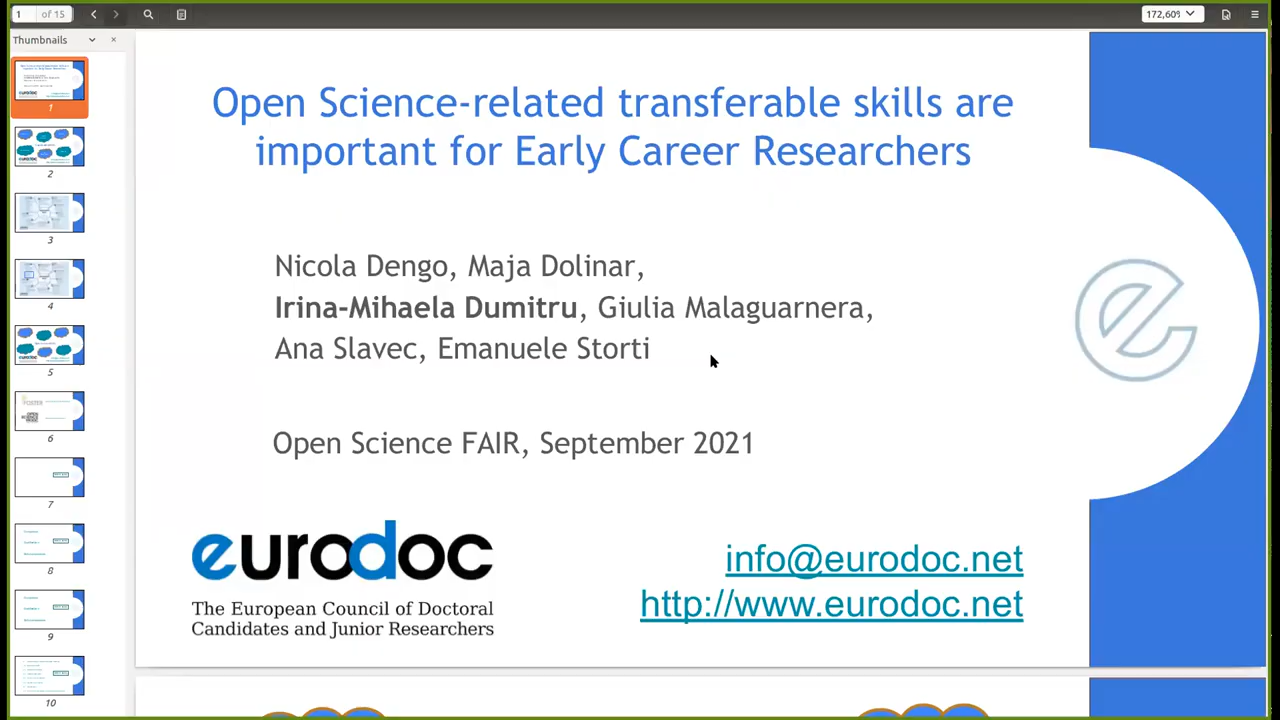 1 of 15
172,60%
Thumbnails
1
2
3
4
5
6
7
8
9
10
Open Science-related transferable skills are
important for Early Career Researchers
Nicola Dengo, Maja Dolinar,
Irina-Mihaela Dumitru, Giulia Malaguarnera,
Ana Slavec, Emanuele Storti
Open Science FAIR, September 2021
eurodoc
The European Council of Doctoral
Candidates and Junior Researchers
info@eurodoc.net
http://www.eurodoc.net